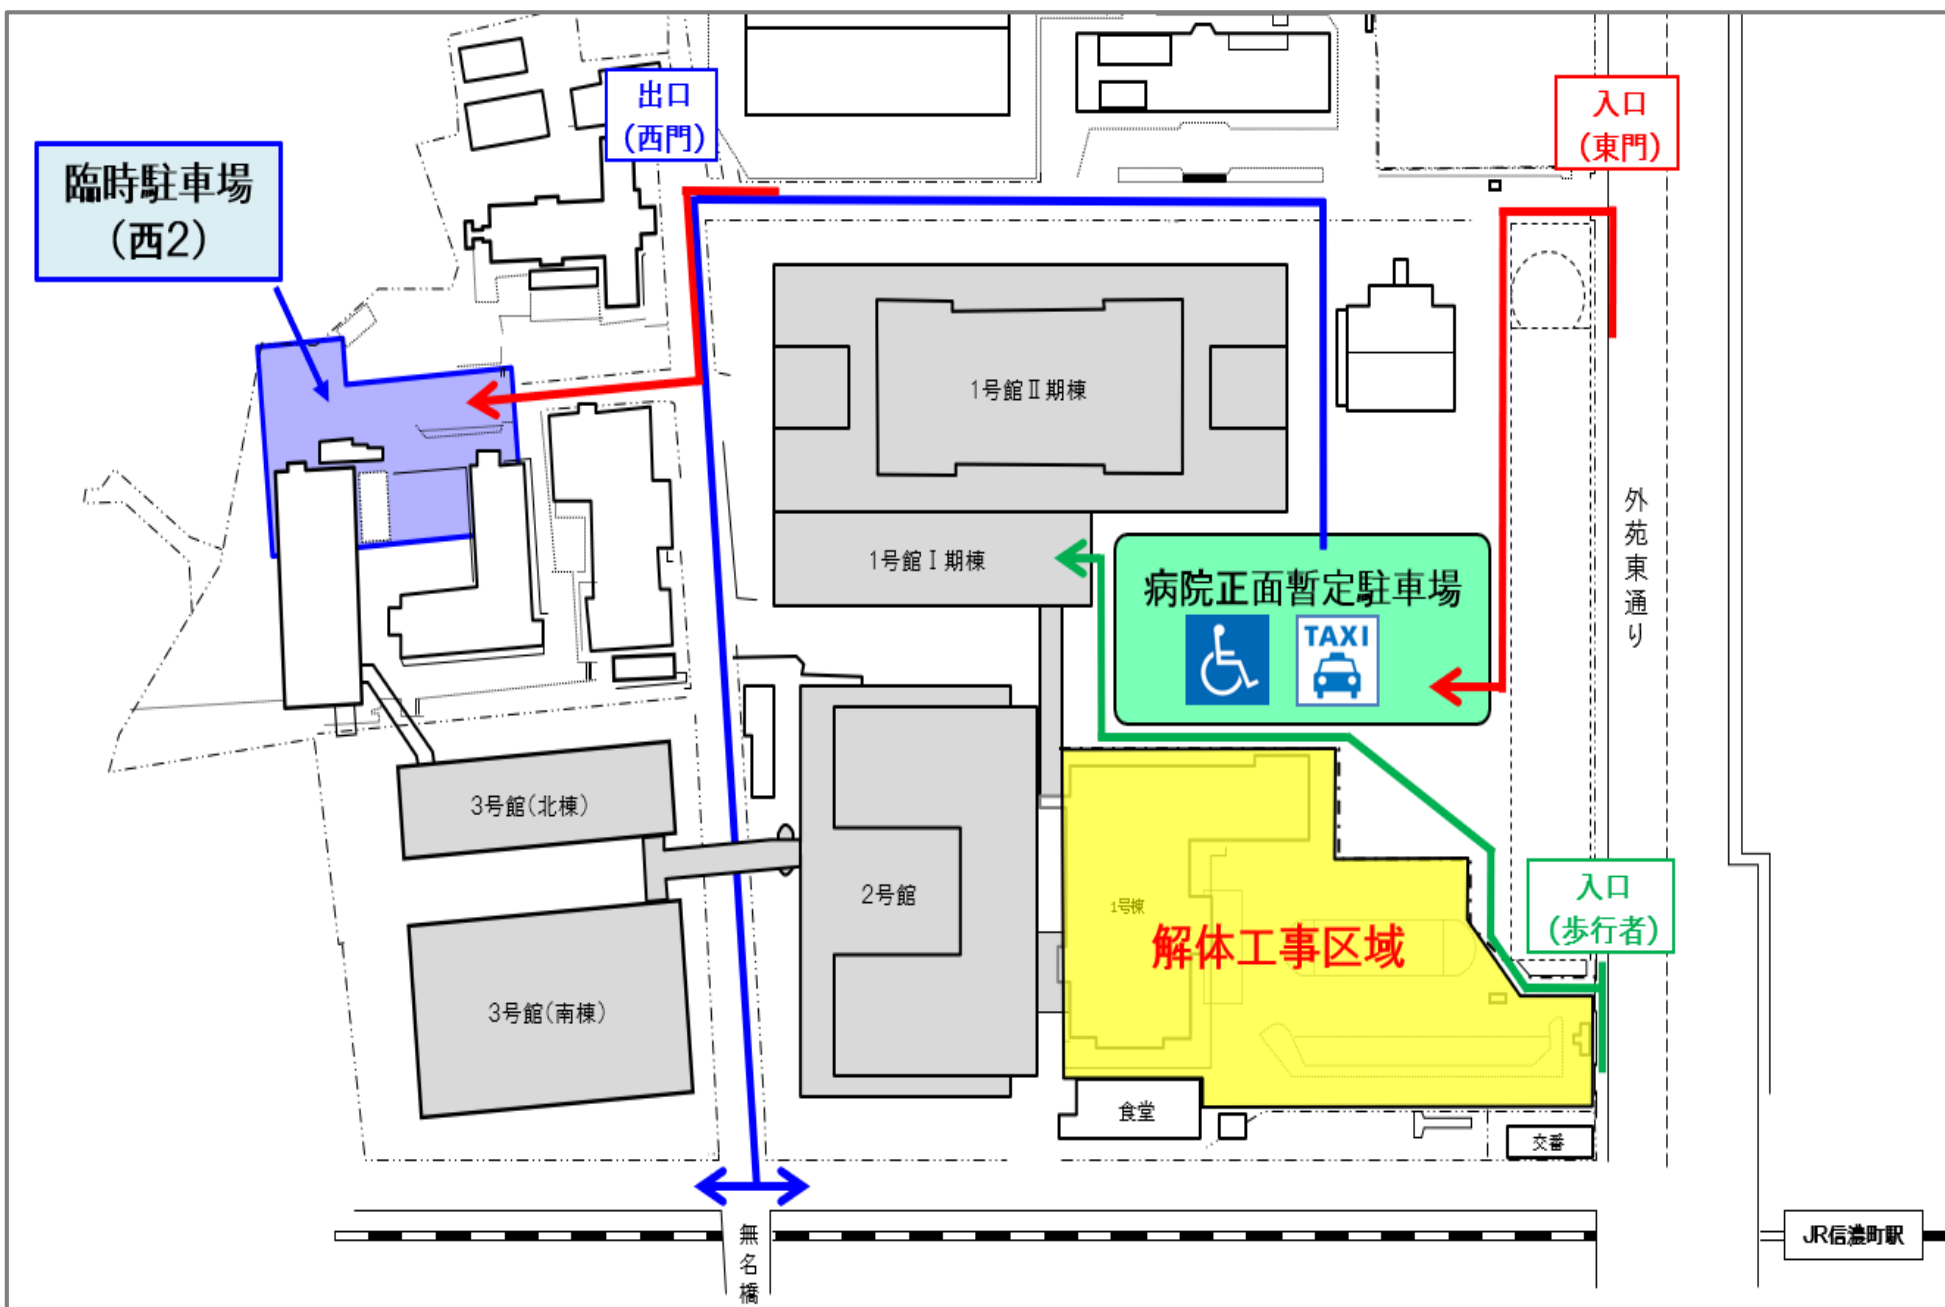 出口
（西門）
入口
（東門）
臨時駐車場
（西2）
1号館Ⅱ期棟
外苑東通り
1号館Ⅰ期棟
病院正面暫定駐車場
TAXI
3号館(北棟)
2号館
1号棟
解体工事区域
入口
（歩行者）
3号館(南棟)
食堂
交番
無名橋
JR信濃町駅